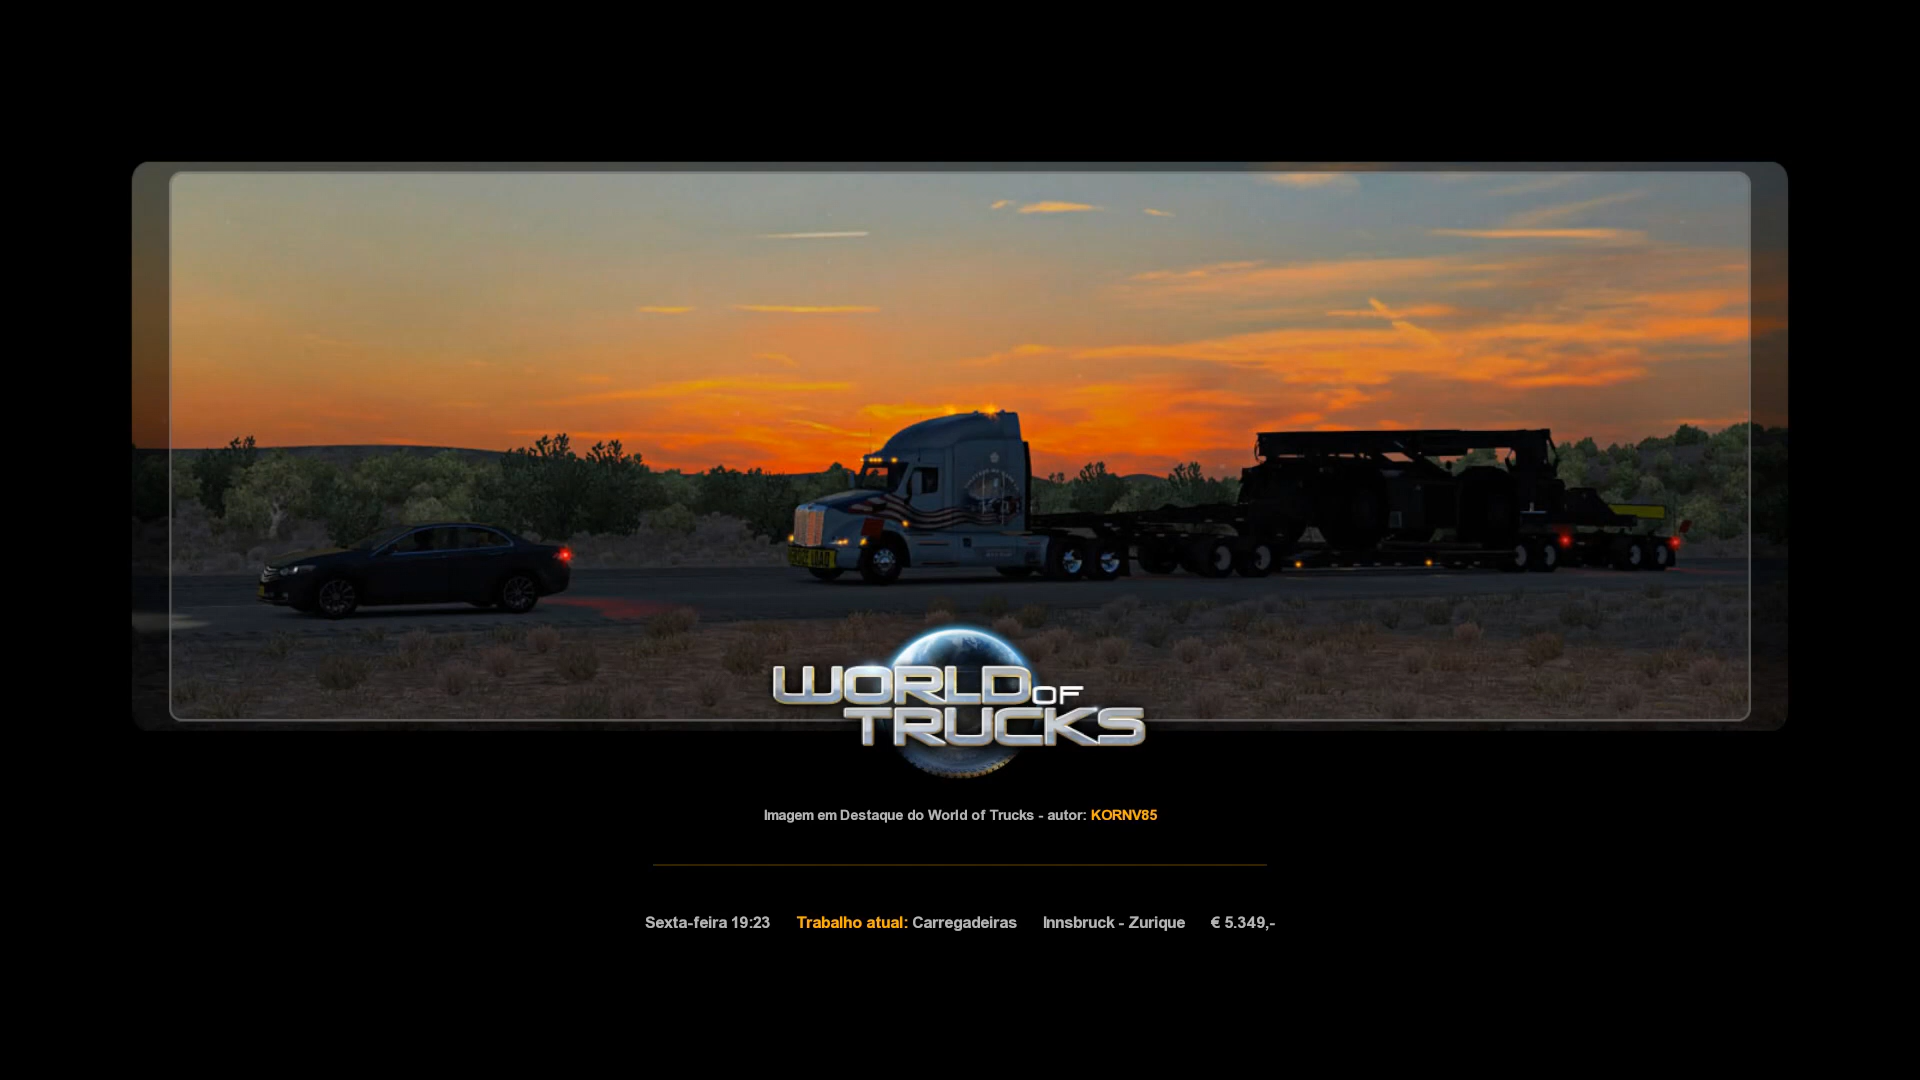 WORLD OF
TRUCKS
Imagem em Destaque do World of Trucks - autor: KORNV85
Sexta-feira 19:23 Trabalho atual: Carregadeiras Innsbruck - Zurique € 5.349,-